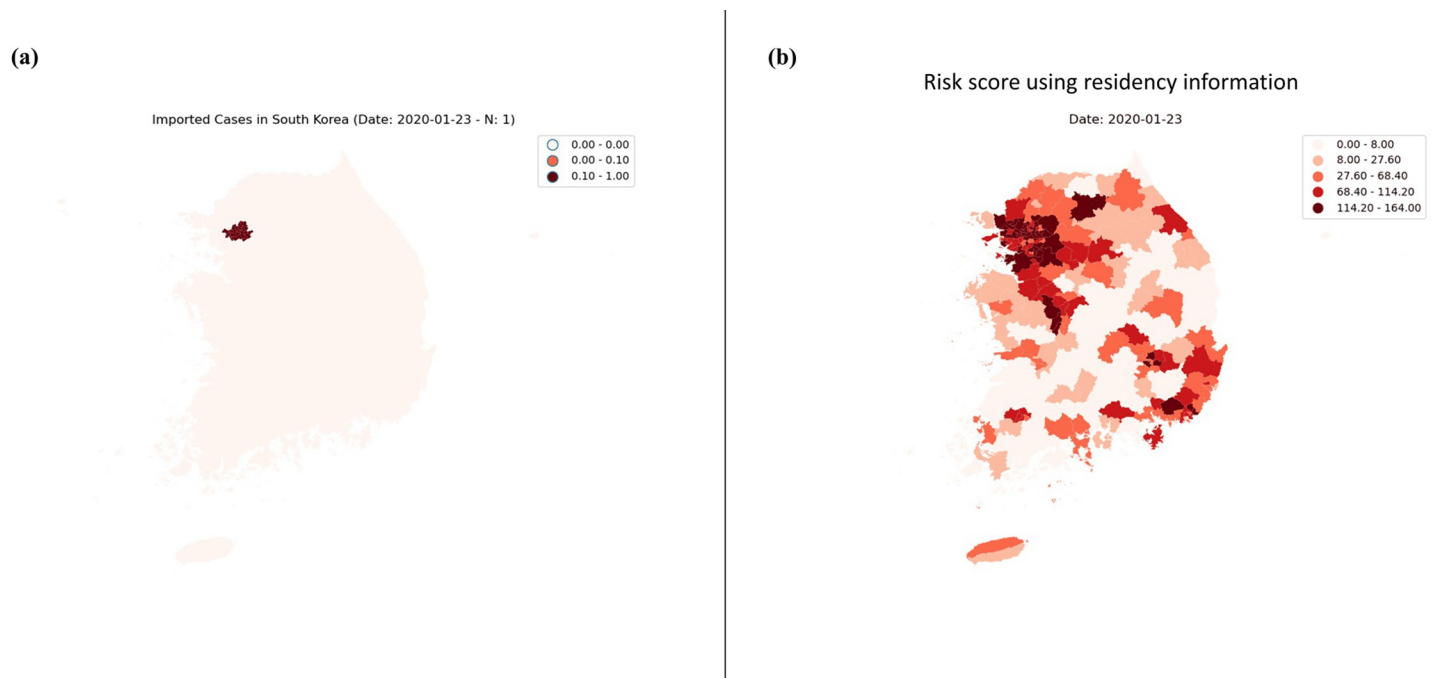 (a)
Imported Cases in South Korea (Date: 2020-01-23 - N: 1)
0.00 - 0.00
0.00 - 0.10
0.10 - 1.00
(b)
Risk score using residency information
Date: 2020-01-23
0.00 - 8.00
8.00 - 27.60
27.60 - 68.40
68.40 - 114.20
114.20 - 164.00